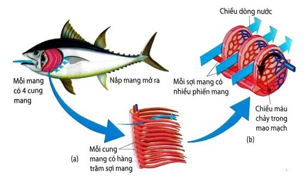 Chiều dòng nước
Mỗi mang
có 4 cung
mang
Nắp mang mở ra
Mỗi sợi mang có
nhiều phiến mang
Chiều máu
chảy trong
mao mạch
(a)
Mỗi cung
mang có hàng
trăm sợi mang
(b)